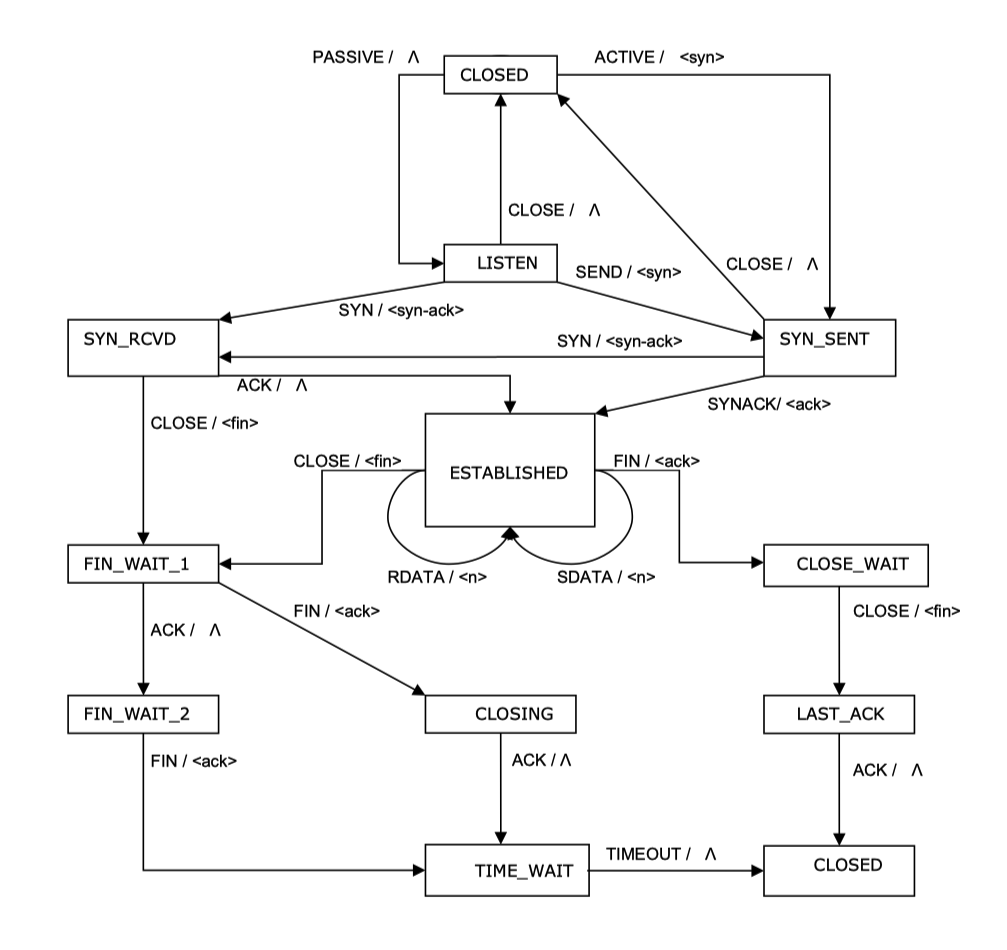 PASSIVE / Λ
ACTIVE / <syn>
CLOSED
CLOSE / Λ
LISTEN
SEND / <syn>
CLOSE / Λ
SYN / <syn-ack>
SYN_RCVD
SYN / <syn-ack>
SYN_SENT
ACK / Λ
SYNACK/ <ack>
CLOSE / <fin>
CLOSE / <fin>
ESTABLISHED
FIN / <ack>
FIN_WAIT_1
RDATA / <n>
SDATA / <n>
CLOSE_WAIT
FIN / <ack>
CLOSE / <fin>
ACK / Λ
FIN_WAIT_2
CLOSING
LAST_ACK
FIN / <ack>
ACK / Λ
ACK / Λ
TIME_WAIT
TIMEOUT / Λ
CLOSED